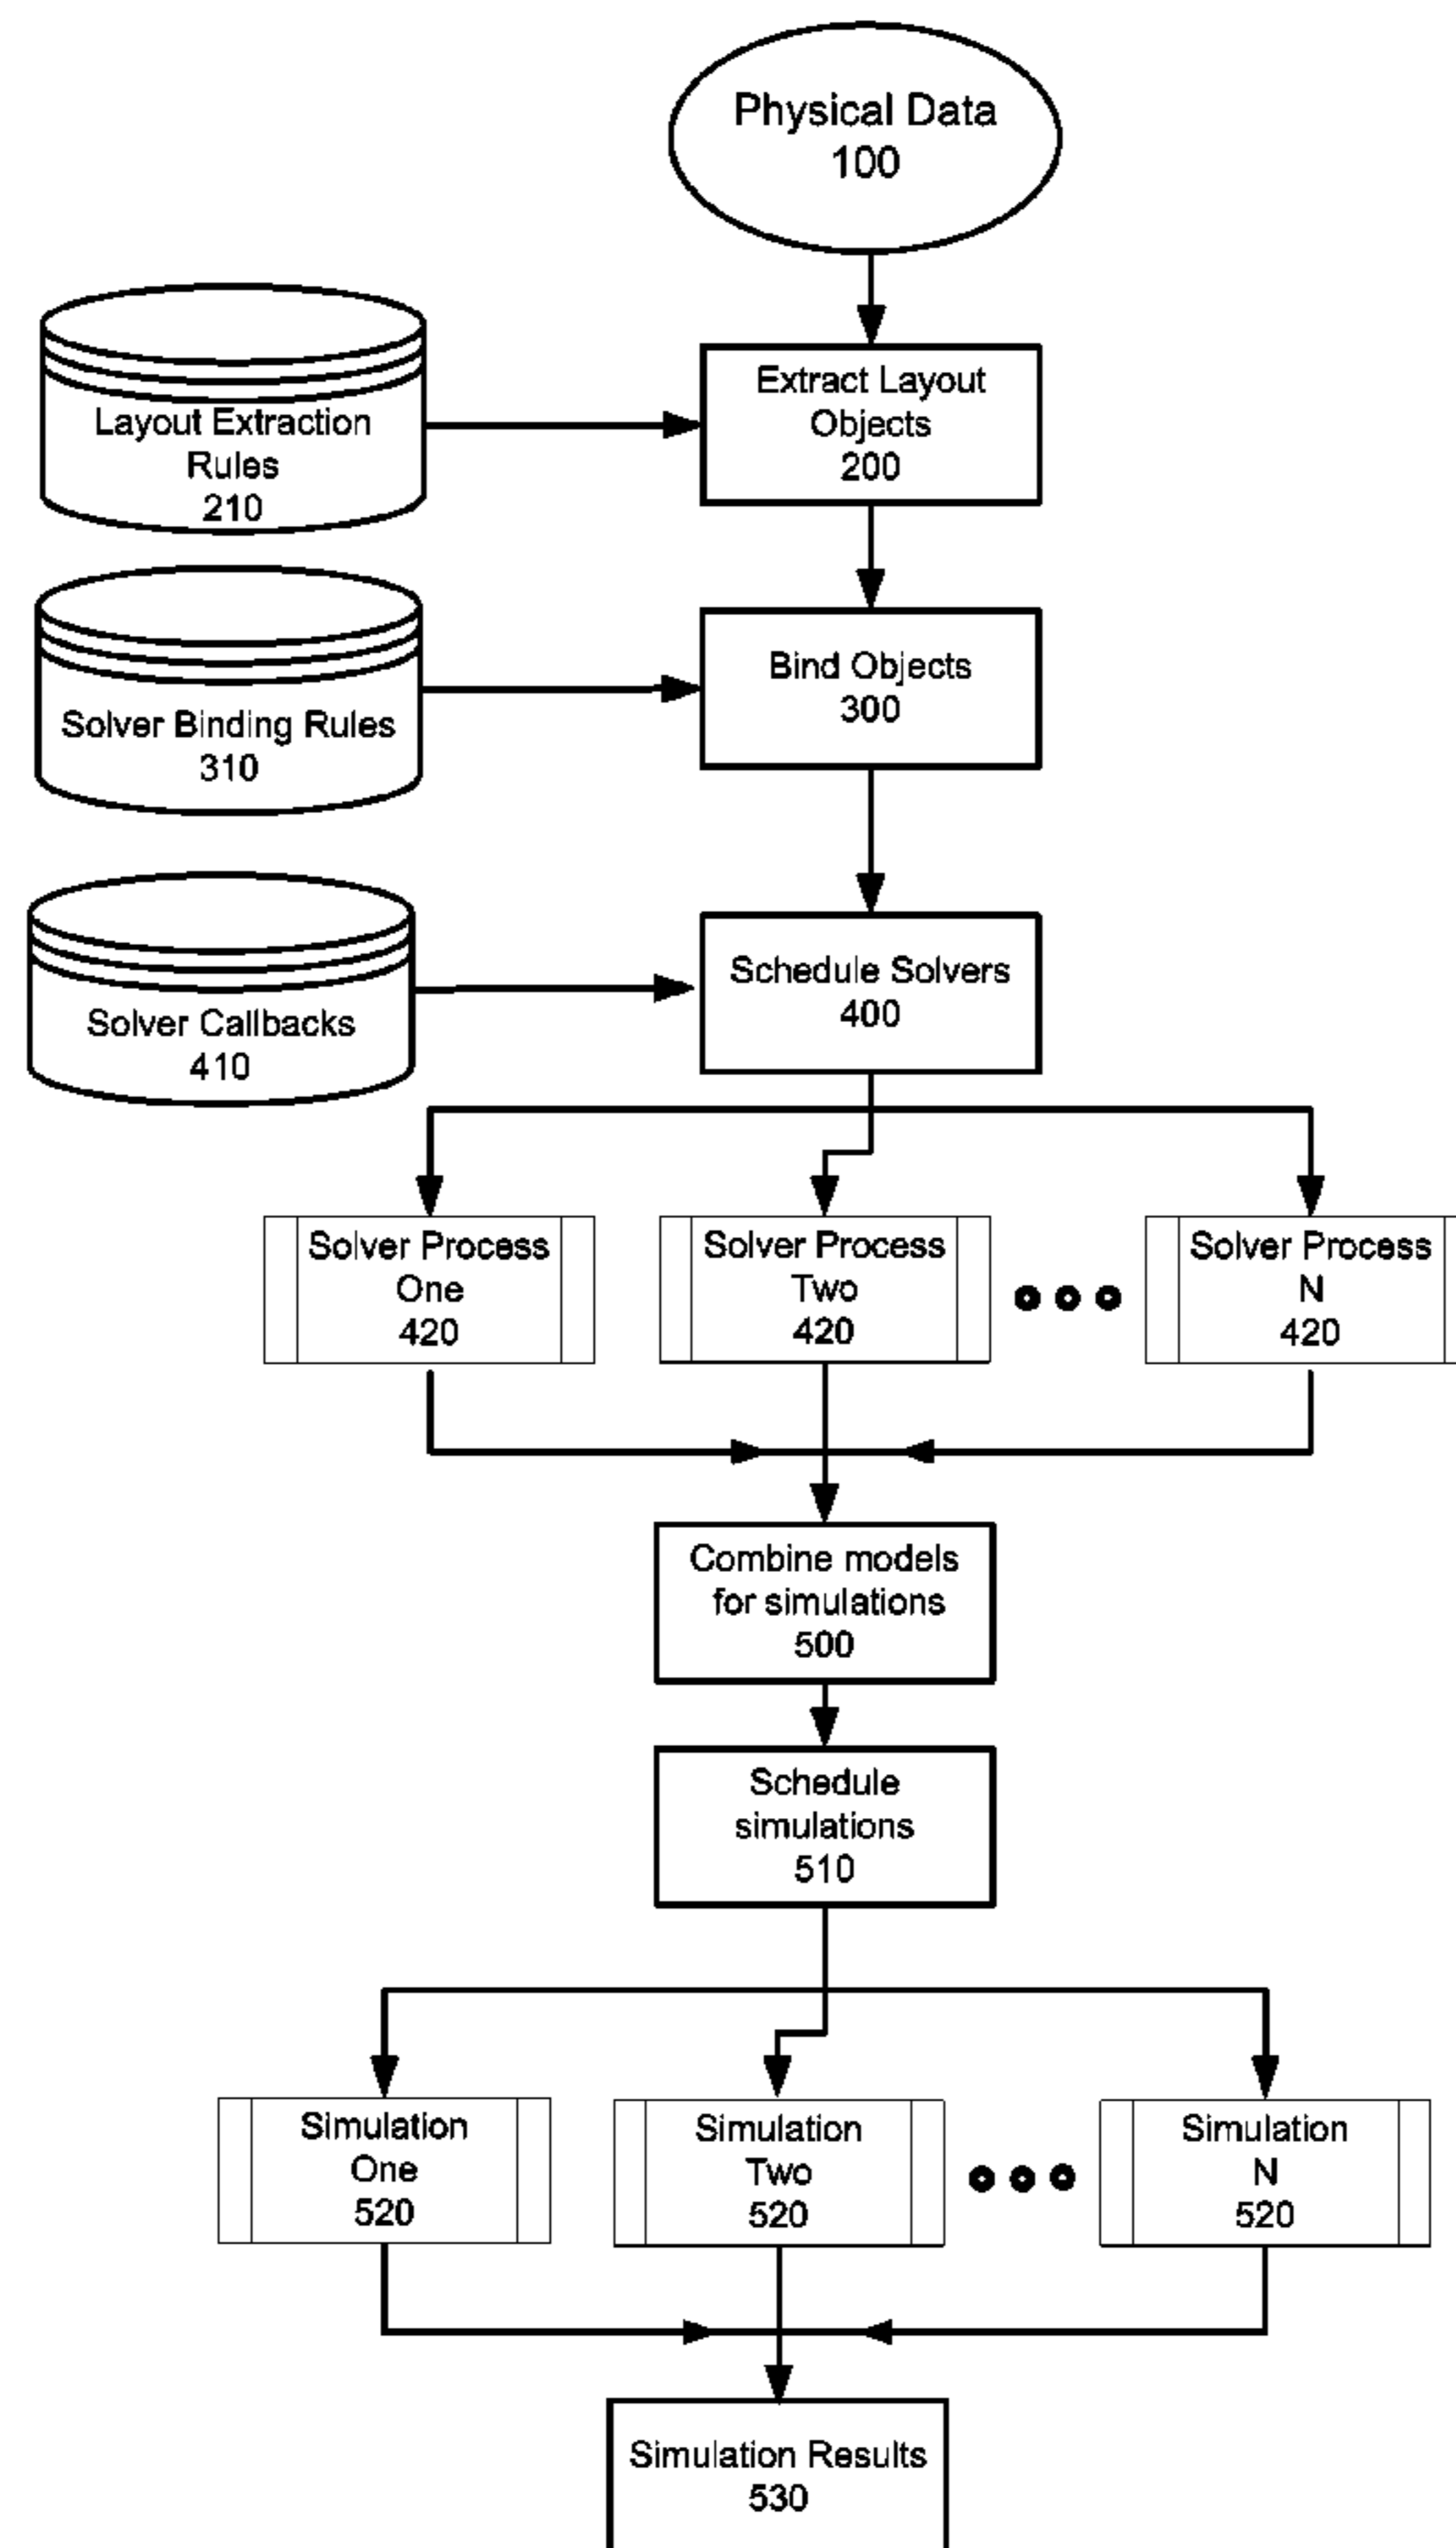 Physical Data
100
Layout Extraction
Rules
210
Extract Layout
Objects
200
Solver Binding Rules
310
Bind Objects
300
Solver Callbacks
410
Schedule Solvers
400
Solver Process
One
420
Solver Process
Two
420
Solver Process
N
420
Combine models
for simulations
500
Schedule
simulations
510
Simulation
One
520
Simulation
Two
520
Simulation
N
520
Simulation Results
530